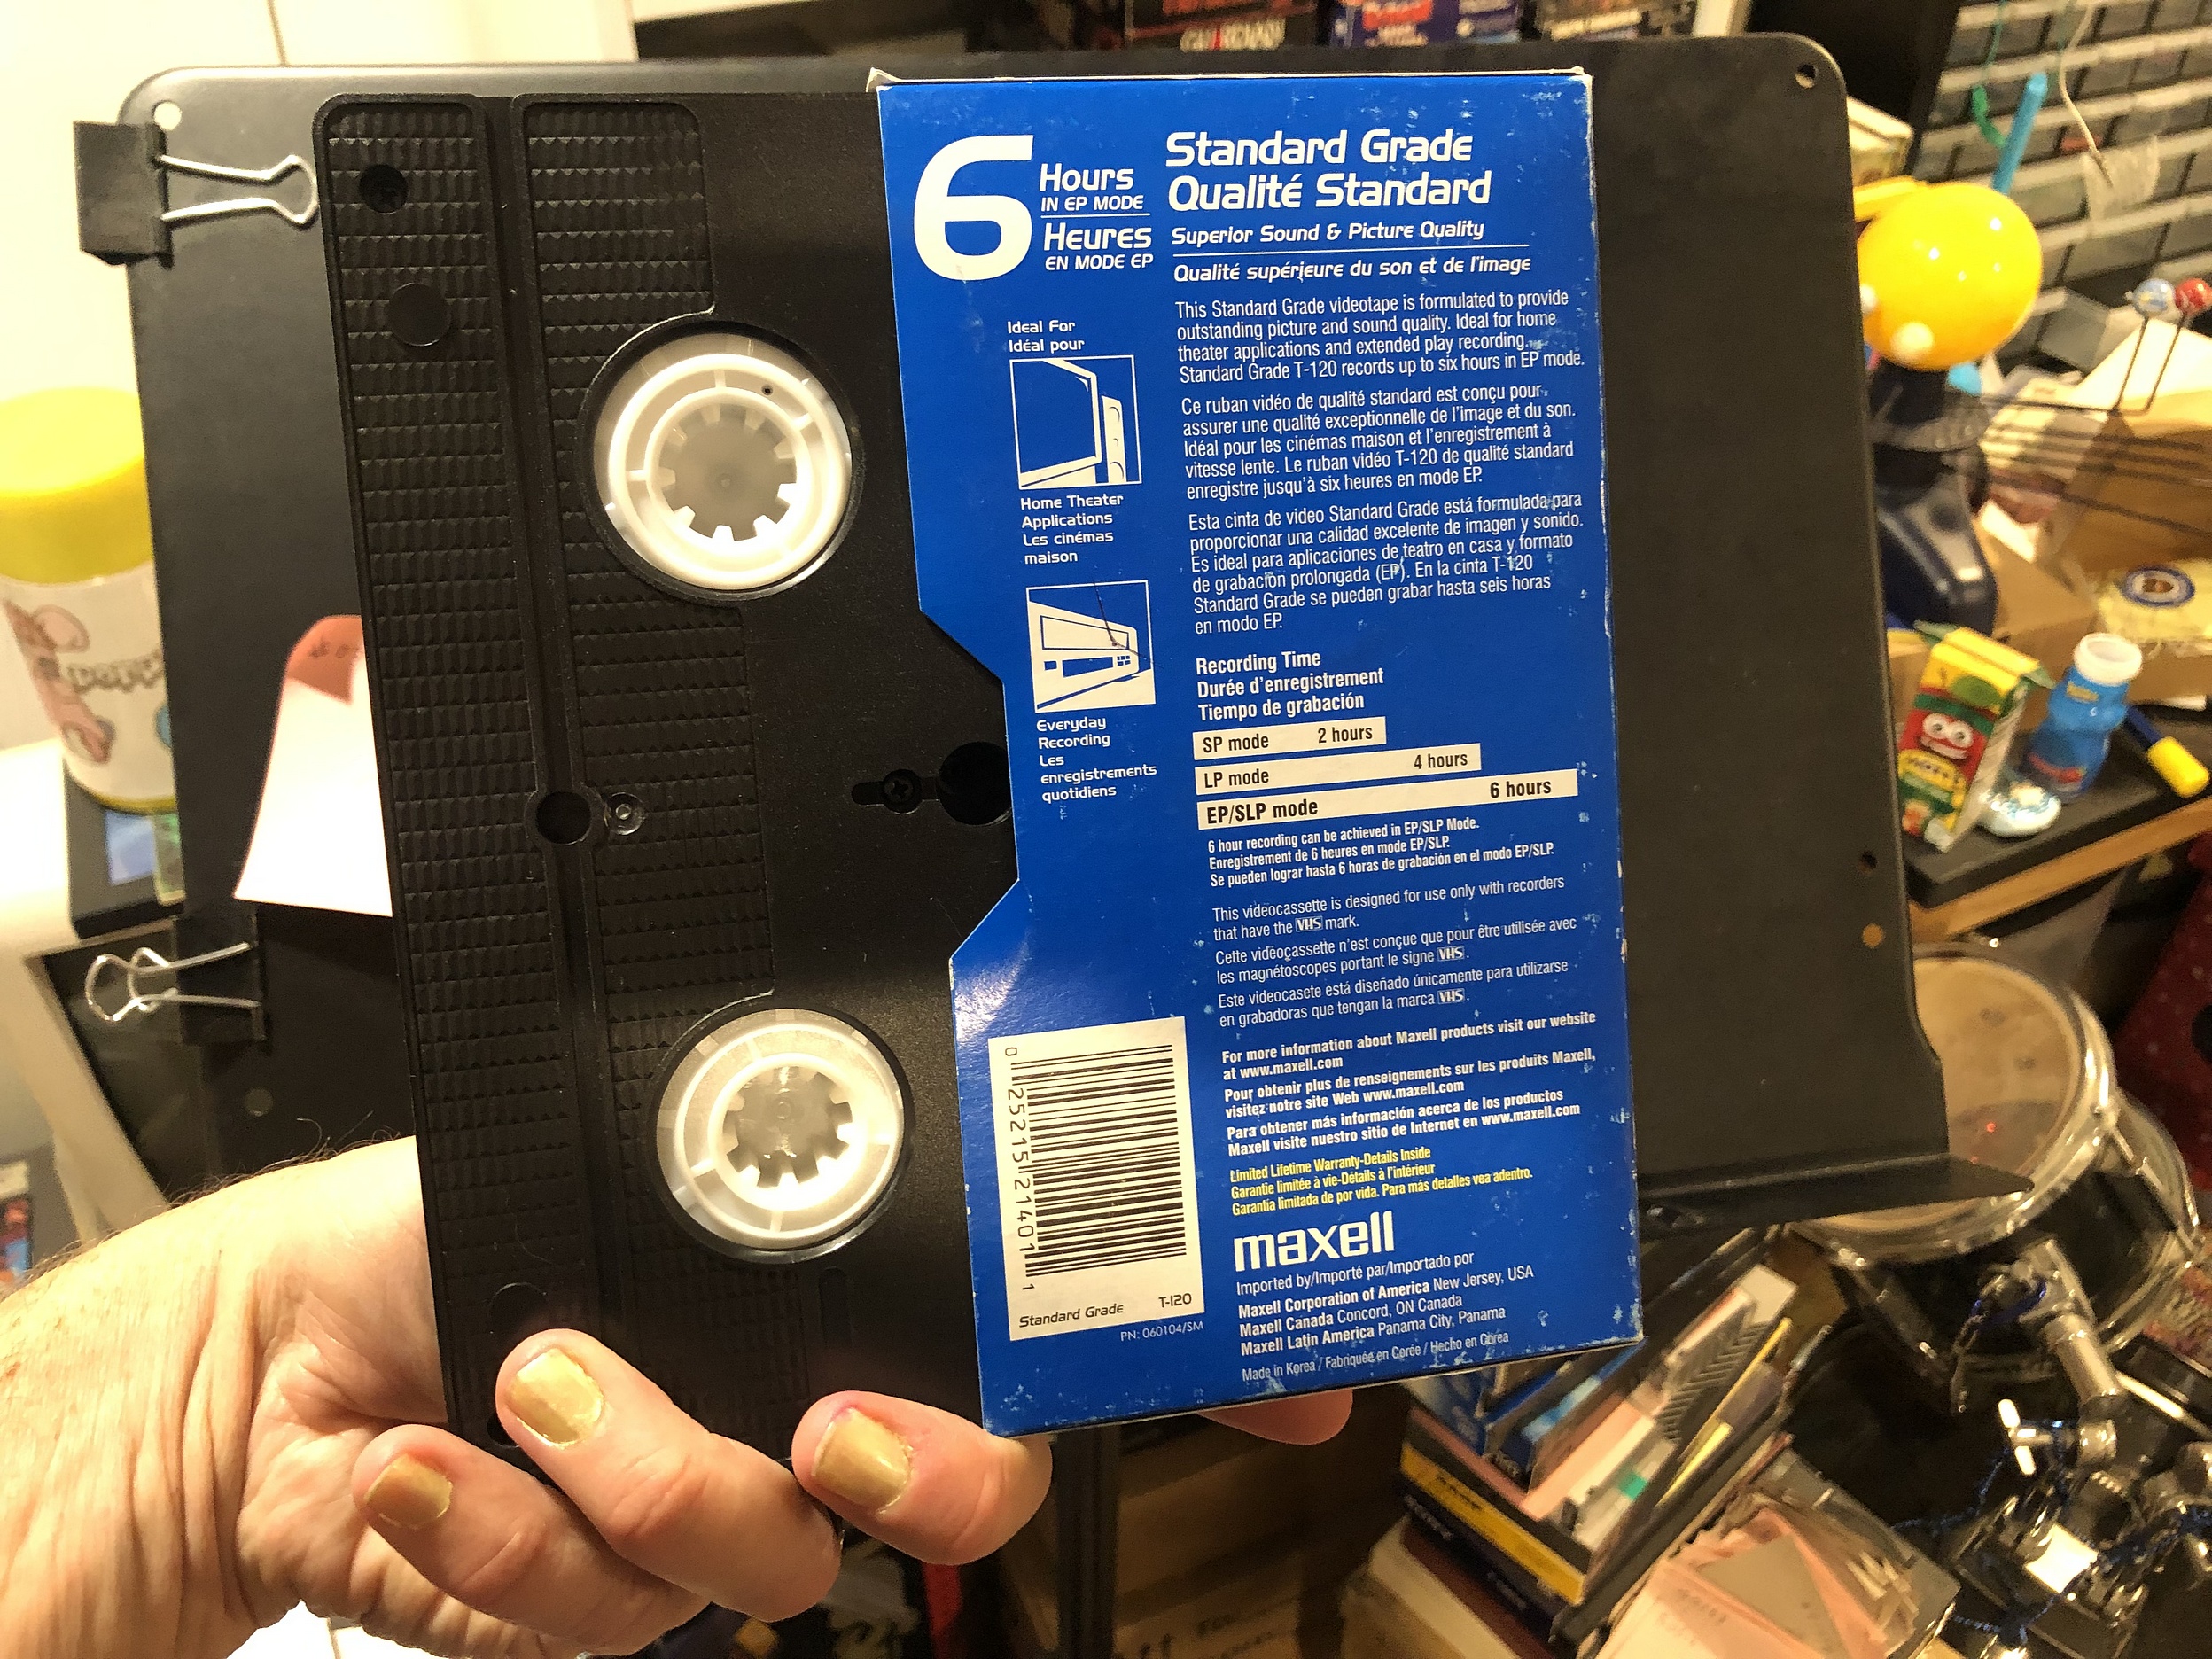 6
Hours
IN EP MODE
Heures
EN MODE EP
Standard Grade
Qualité Standard
Superior Sound & Picture Quality
Qualité supérieure du son et de l'image
Ideal For
Idéal pour
Home Theater
Applications
Les cinémas
maison
Everyday
Recording
Les
enregistrements
quotidiens
This Standard Grade videotape is formulated to provide
outstanding picture and sound quality. Ideal for home
theater applications and extended play recording.
Standard Grade T-120 records up to six hours in EP mode.
Ce ruban vidéo de qualité standard est conçu pour
assurer une qualité exceptionnelle de l'image et du son.
Idéal pour les cinémas maison et l'enregistrement à
vitesse lente. Le ruban vidéo T-120 de qualité standard
enregistre jusqu'à six heures en mode EP.
Esta cinta de video Standard Grade está formulada para
proporcionar una calidad excelente de imagen y sonido.
Es ideal para aplicaciones de teatro en casa y formato
de grabación prolongada (EP). En la cinta T-120
Standard Grade se pueden grabar hasta seis horas
en modo EP.
Recording Time
Durée d'enregistrement
Tiempo de grabación
SP mode 2 hours
LP mode 4 hours
EP/SLP mode 6 hours
6 hour recording can be achieved in EP/SLP Mode.
Enregistrement de 6 heures en mode EP/SLP.
Se pueden lograr hasta 6 horas de grabación en el modo EP/SLP.
This videocassette is designed for use only with recorders
that have the VHS mark.
Cette vidéocassette n'est conçue que pour être utilisée avec
les magnétoscopes portant le signe VHS.
Este videocasete está diseñado únicamente para utilizarse
en grabadoras que tengan la marca VHS.
For more information about Maxell products visit our website
at www.maxell.com
Pour obtenir plus de renseignements sur les produits Maxell,
visitez notre site Web www.maxell.com
Para obtener más información acerca de los productos
Maxell visite nuestro sitio de Internet en www.maxell.com
Limited Lifetime Warranty-Details Inside
Garantie limitée à vie-Détails à l'intérieur
Garantía limitada de por vida. Para más detalles vea adentro.
maxell
Imported by/Importé par/Importado por
Maxell Corporation of America New Jersey, USA
Maxell Canada Concord, ON Canada
Maxell Latin America Panama City, Panama
Made in Korea / Fabriquée en Corée / Hecho en Corea
0 25215 21401 1
Standard Grade T-120
PN: 060104/SM